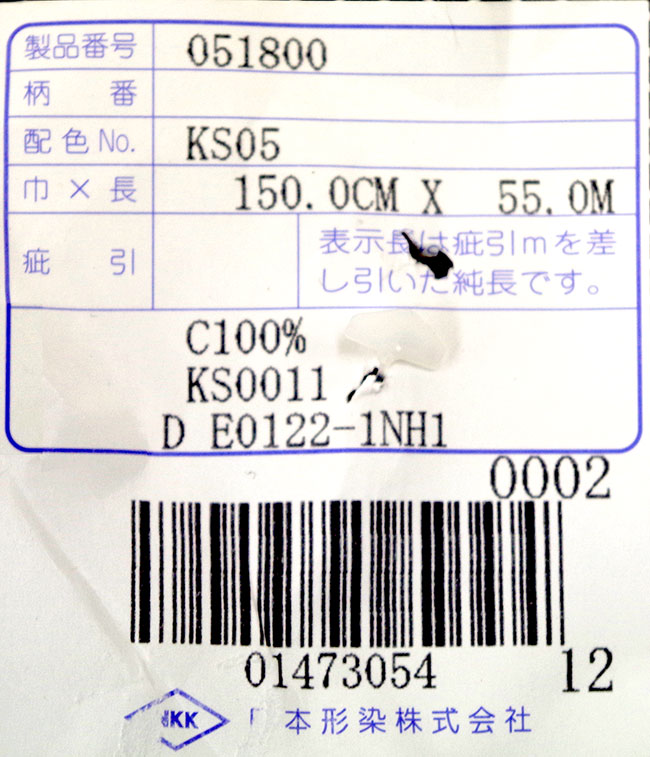 製品番号 051800
柄 番
配色No. KS05
巾×長 150.0CM X 55.0M
疵 引
表示長は疵引mを差
し引いた純長です。
C100%
KS0011
D E0122-1NH1
0002
01473054 12
KK 本形染株式会社